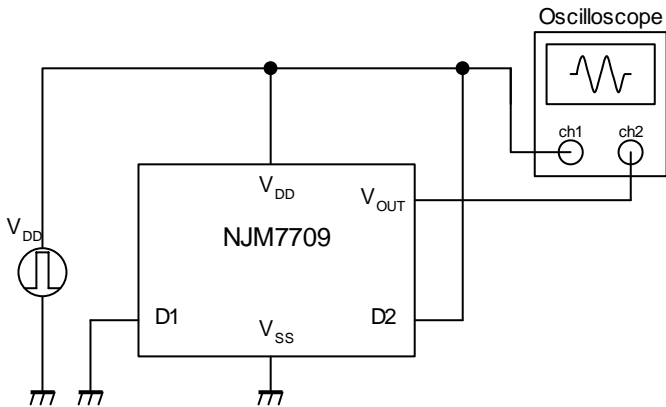 Oscilloscope
ch1 ch2
VDD
VOUT
VDD
NJM7709
D1
VSS
D2